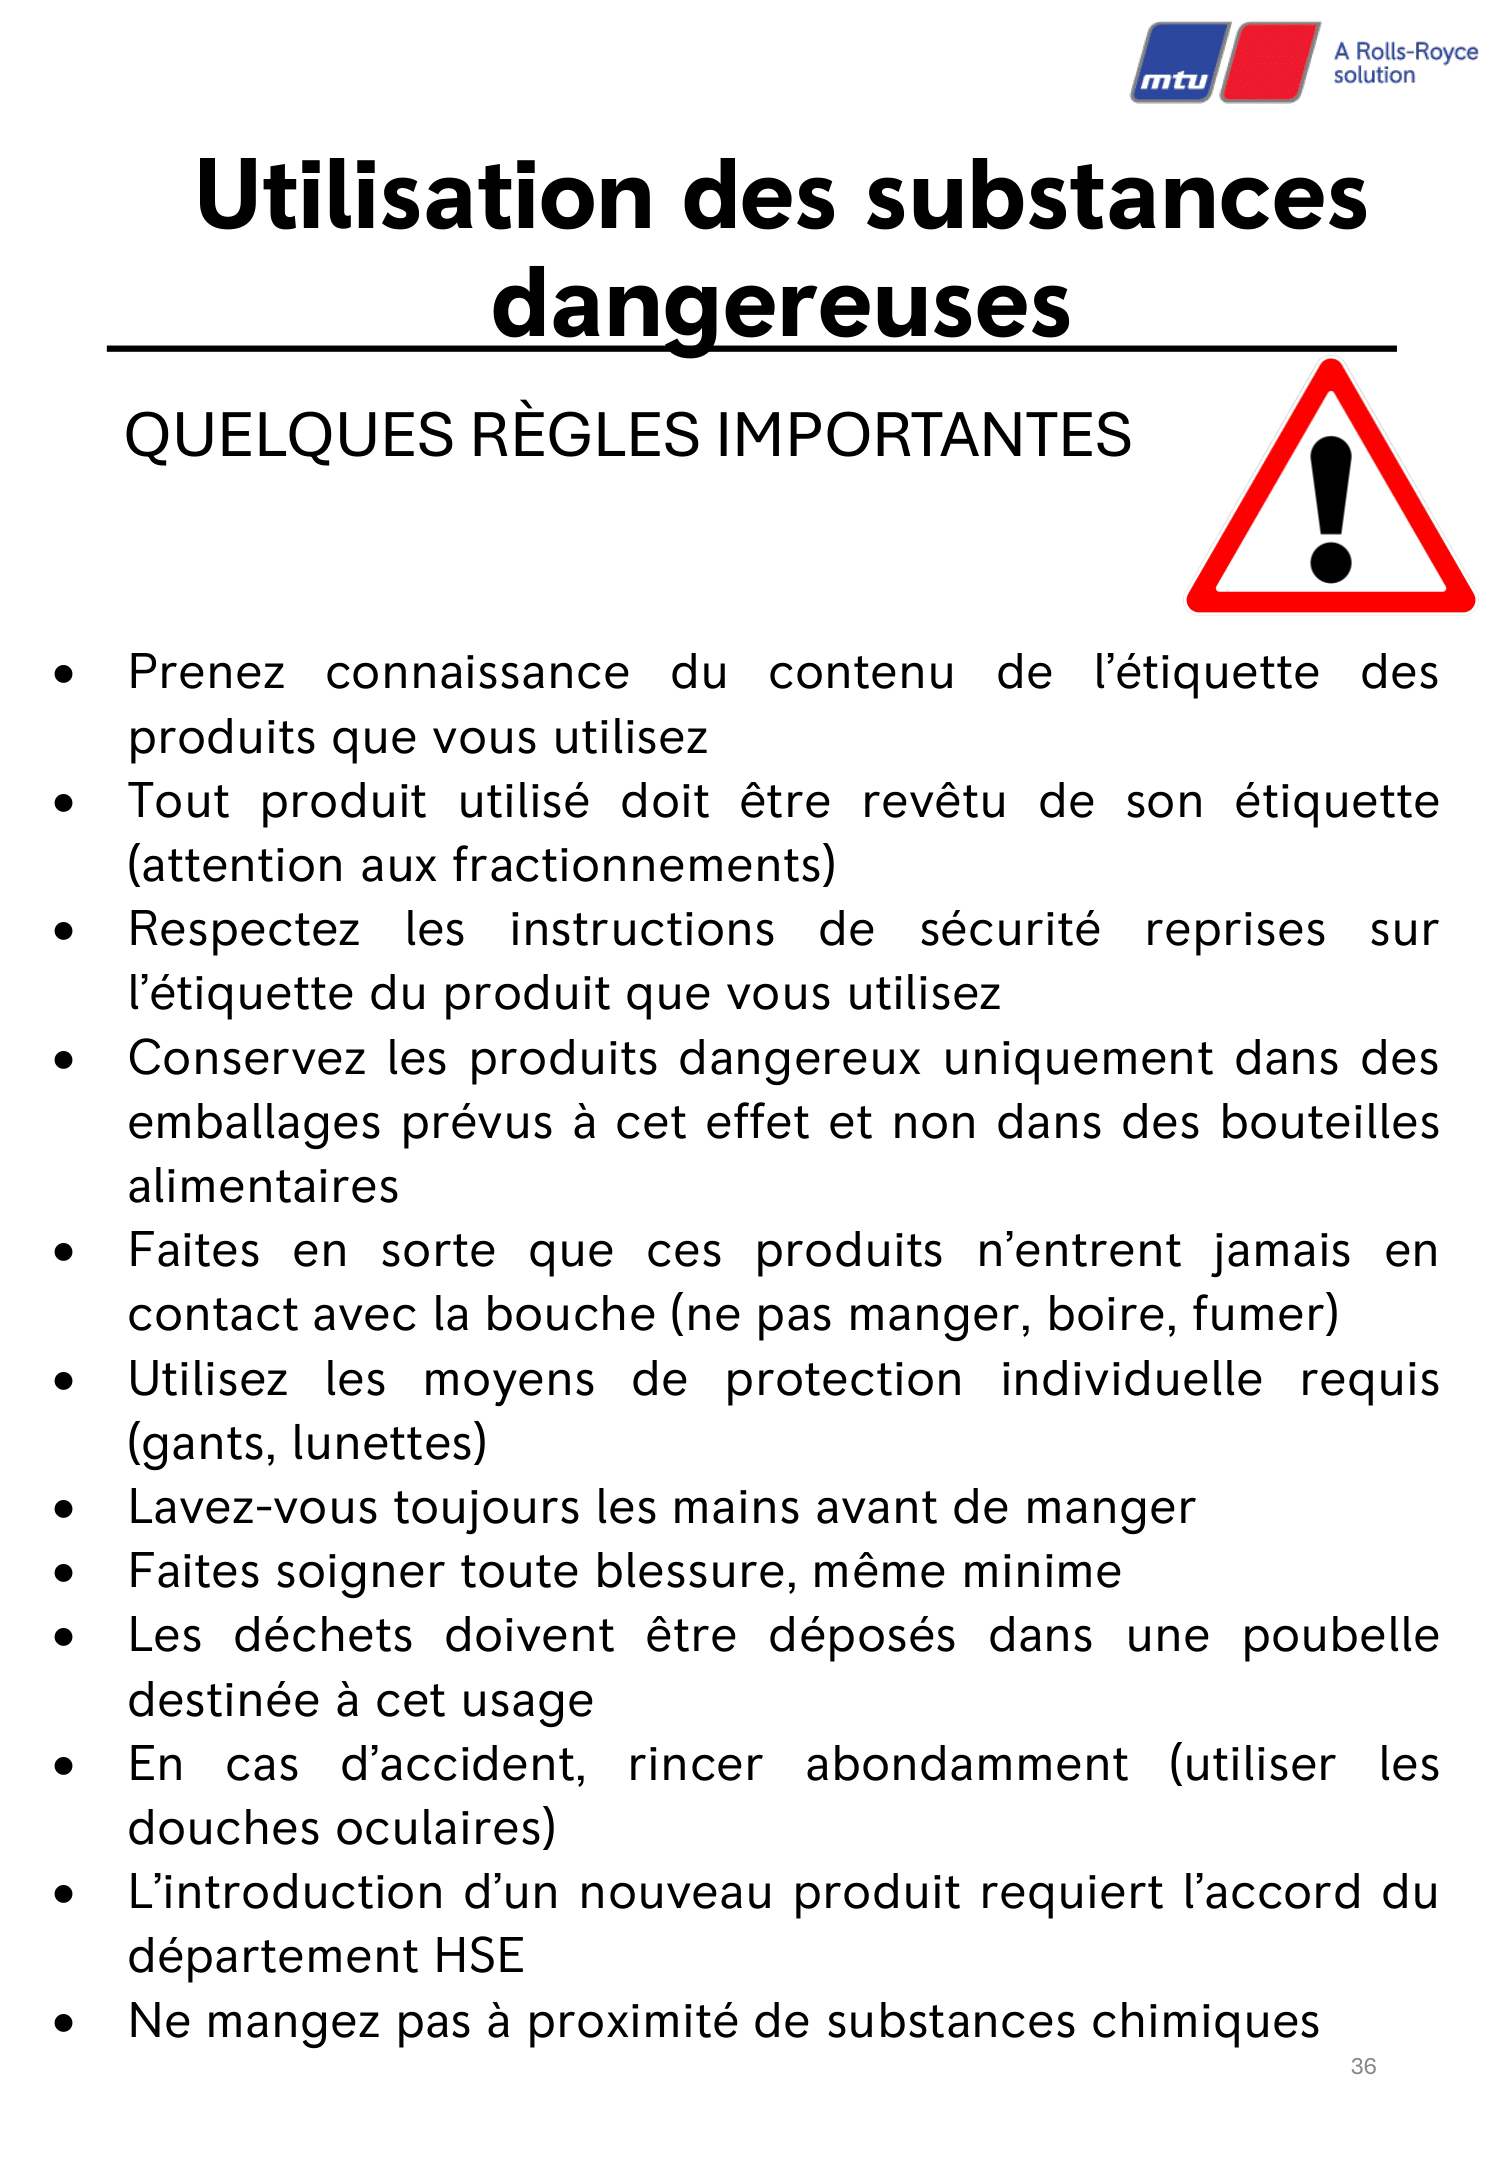 mtu
A Rolls-Royce
solution
Utilisation des substances
dangereuses
QUELQUES RÈGLES IMPORTANTES
• Prenez connaissance du contenu de l’étiquette des
produits que vous utilisez
• Tout produit utilisé doit être revêtu de son étiquette
(attention aux fractionnements)
• Respectez les instructions de sécurité reprises sur
l’étiquette du produit que vous utilisez
• Conservez les produits dangereux uniquement dans des
emballages prévus à cet effet et non dans des bouteilles
alimentaires
• Faites en sorte que ces produits n’entrent jamais en
contact avec la bouche (ne pas manger, boire, fumer)
• Utilisez les moyens de protection individuelle requis
(gants, lunettes)
• Lavez-vous toujours les mains avant de manger
• Faites soigner toute blessure, même minime
• Les déchets doivent être déposés dans une poubelle
destinée à cet usage
• En cas d’accident, rincer abondamment (utiliser les
douches oculaires)
• L’introduction d’un nouveau produit requiert l’accord du
département HSE
• Ne mangez pas à proximité de substances chimiques
36